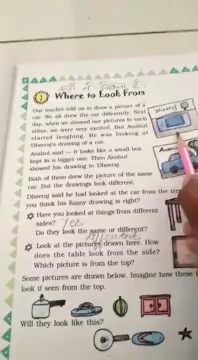 1
Where to Look From
Our teacher told us to draw a picture of a
car. We all drew the car differently. Next
day, when we showed our pictures to each
other, we were very excited. But Anshul
started laughing. He was looking at
Dheeraj's drawing of a car.
Anshul said — it looks like a small box
kept in a bigger one. Then Anshul
showed his drawing to Dheeraj.
Both of them drew the picture of the same
car. But the drawings look different.
Dheeraj said he had looked at the car from the
you think his funny drawing is right?
Have you looked at things from different
sides? Yes
Do they look the same or different?
Different
Look at the pictures drawn here. How
does the table look from the side?
Which picture is from the top?
Some pictures are drawn below. Imagine how these
look if seen from the top.
Will they look like this?
Dheeraj